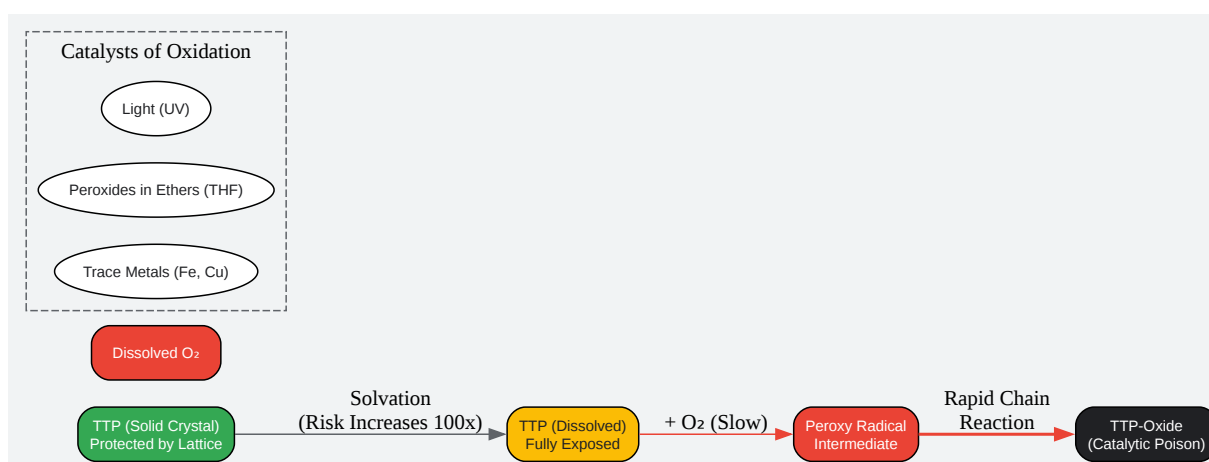 Catalysts of Oxidation
Light (UV)
Peroxides in Ethers (THF)
Trace Metals (Fe, Cu)
Dissolved O₂
TTP (Solid Crystal)
Protected by Lattice
Solvation
(Risk Increases 100x)
TTP (Dissolved)
Fully Exposed
+ O₂ (Slow)
Peroxy Radical
Intermediate
Rapid Chain
Reaction
TTP-Oxide
(Catalytic Poison)